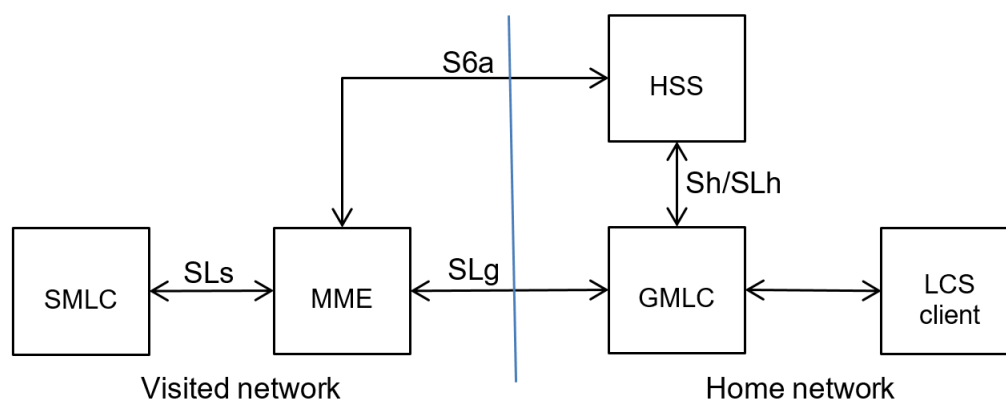 S6a
HSS
Sh/SLh
SMLC
SLs
MME
SLg
GMLC
LCS
client
Visited network
Home network